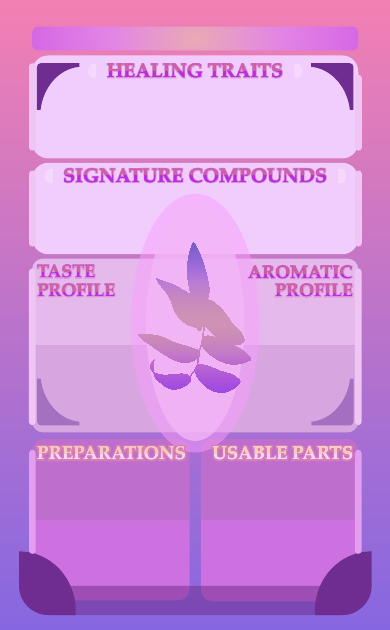 HEALING TRAITS
SIGNATURE COMPOUNDS
TASTE
PROFILE
AROMATIC
PROFILE
PREPARATIONS
USABLE PARTS